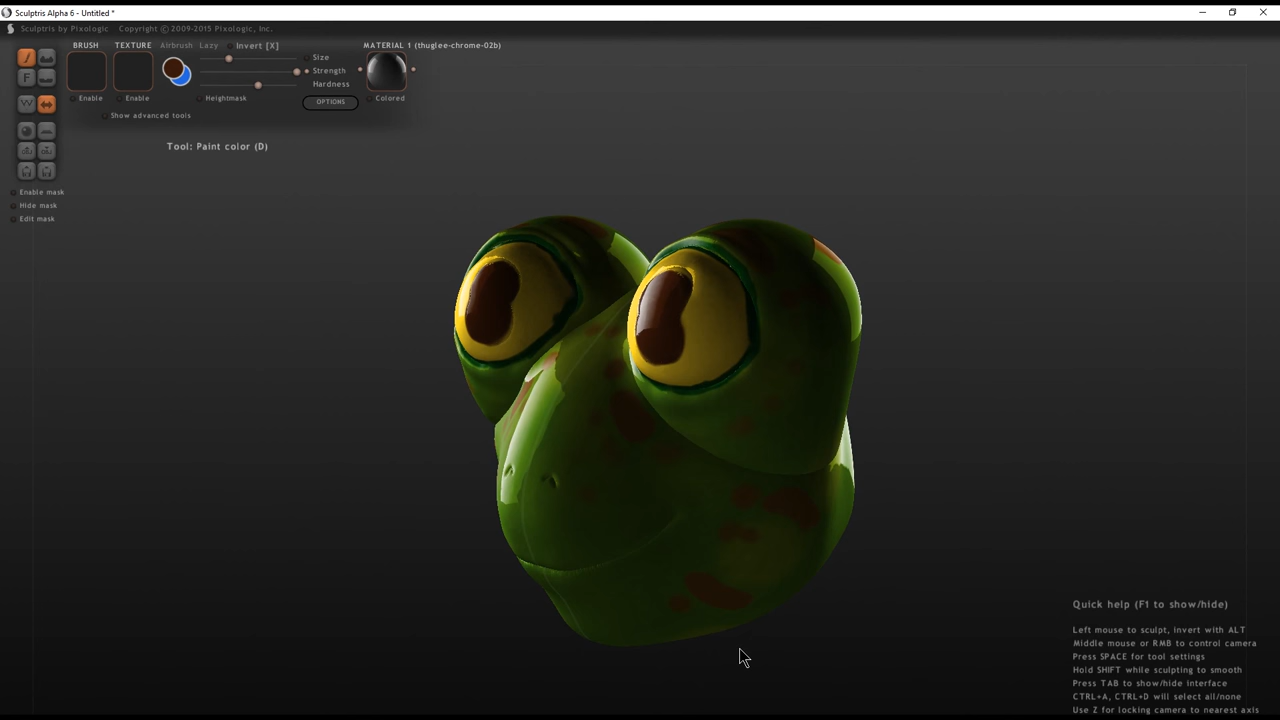 Sculptris Alpha 6 - Untitled *
Sculptris by Pixologic Copyright © 2009-2015 Pixologic, Inc.
BRUSH TEXTURE Airbrush Lazy Invert [X] MATERIAL 1 (thuglee-chrome-02b)
Size
Strength
Hardness
Enable Enable Heightmask OPTIONS Colored
Show advanced tools
Tool: Paint color (D)
Enable mask
Hide mask
Edit mask
Quick help (F1 to show/hide)
Left mouse to sculpt, invert with ALT
Middle mouse or RMB to control camera
Press SPACE for tool settings
Hold SHIFT while sculpting to smooth
Press TAB to show/hide interface
CTRL+A, CTRL+D will select all/none
Use Z for locking camera to nearest axis